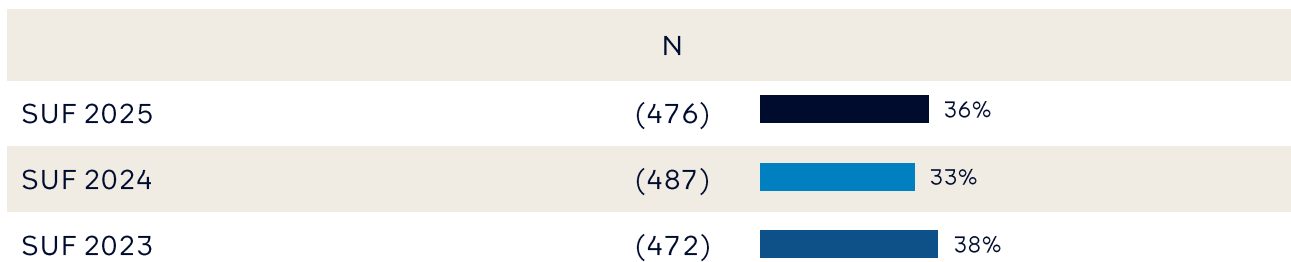 N
SUF 2025 (476) 36%
SUF 2024 (487) 33%
SUF 2023 (472) 38%